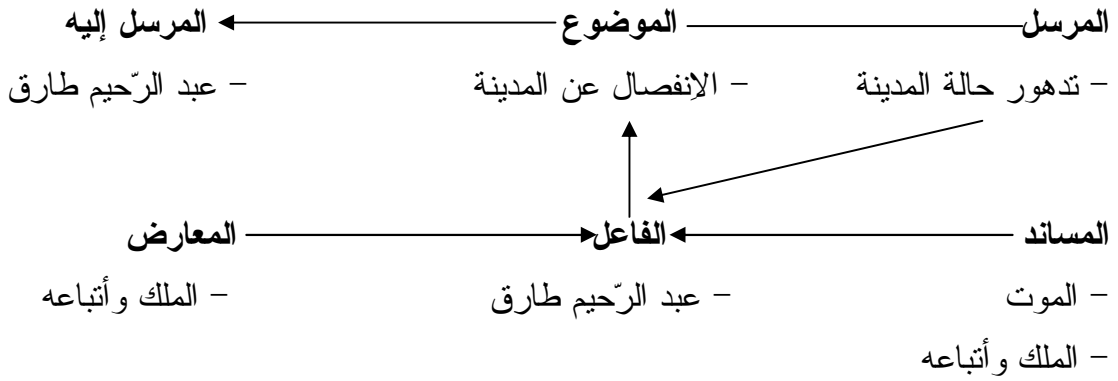 المرسل الموضوع المرسل إليه
– تدهور حالة المدينة – الإنفصال عن المدينة – عبد الرّحيم طارق
المساند الفاعل المعارض
– الموت – عبد الرّحيم طارق – الملك وأتباعه
– الملك وأتباعه